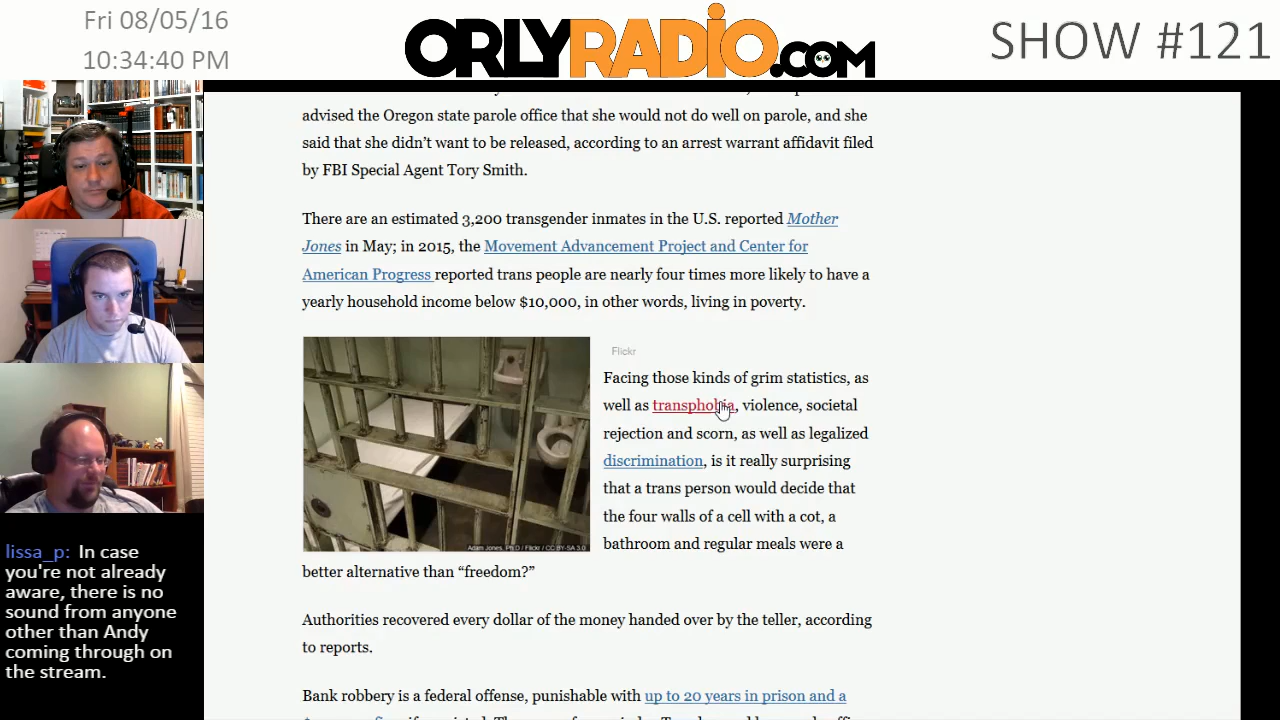 Fri 08/05/16
10:34:40 PM
ORLYRADIO.COM
SHOW #121
advised the Oregon state parole office that she would not do well on parole, and she
said that she didn't want to be released, according to an arrest warrant affidavit filed
by FBI Special Agent Tory Smith.
There are an estimated 3,200 transgender inmates in the U.S. reported Mother
Jones in May; in 2015, the Movement Advancement Project and Center for
American Progress reported trans people are nearly four times more likely to have a
yearly household income below $10,000, in other words, living in poverty.
Flickr
Facing those kinds of grim statistics, as
well as transphobia, violence, societal
rejection and scorn, as well as legalized
discrimination, is it really surprising
that a trans person would decide that
the four walls of a cell with a cot, a
bathroom and regular meals were a
better alternative than “freedom?”
Adam Jones, Ph.D / Flickr / CC BY-SA 3.0
Authorities recovered every dollar of the money handed over by the teller, according
to reports.
Bank robbery is a federal offense, punishable with up to 20 years in prison and a
lissa_p: In case
you're not already
aware, there is no
sound from anyone
other than Andy
coming through on
the stream.